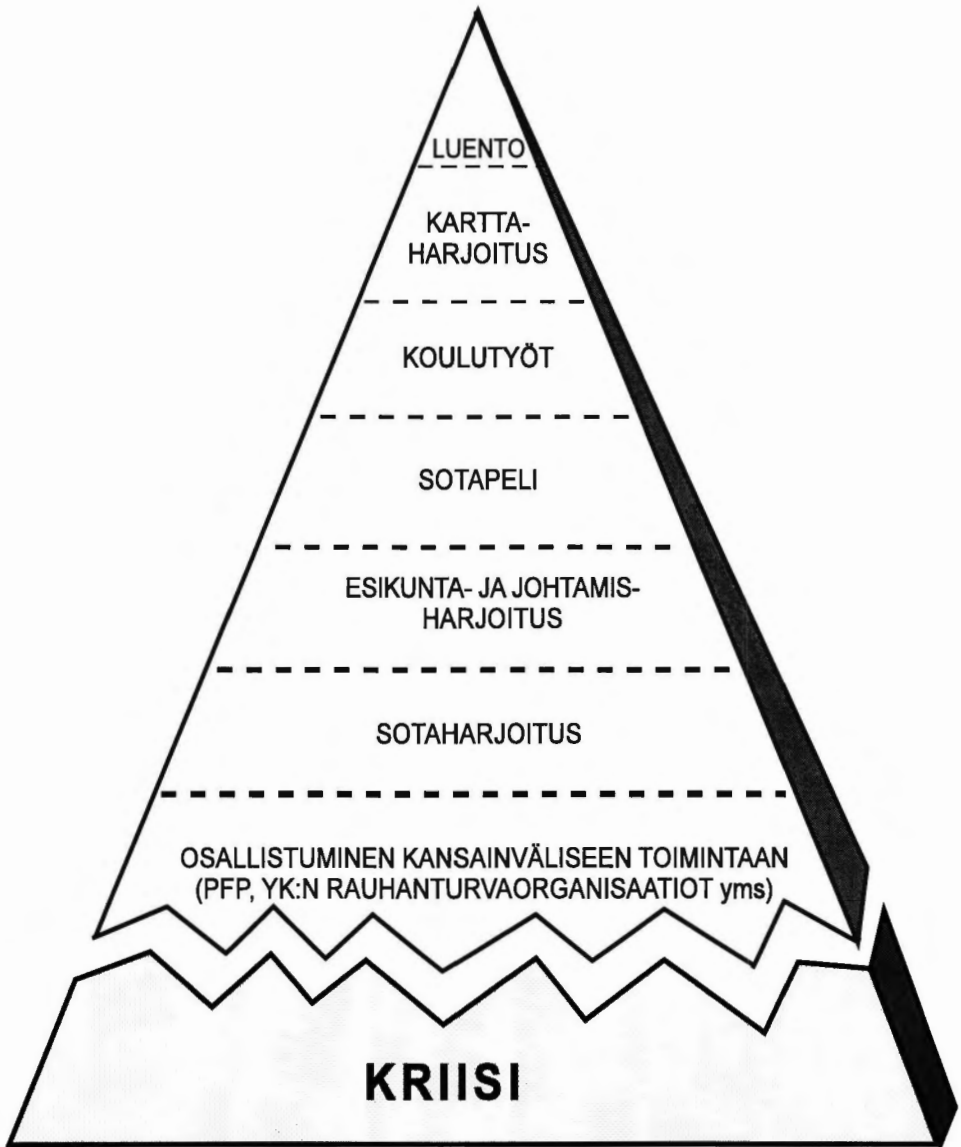 LUENTO
KARTTA-
HARJOITUS
KOULUTYÖT
SOTAPELI
ESIKUNTA- JA JOHTAMIS-
HARJOITUS
SOTAHARJOITUS
OSALLISTUMINEN KANSAINVÄLISEEN TOIMINTAAN
(PFP, YK:N RAUHANTURVAORGANISAATIOT yms)
KRIISI